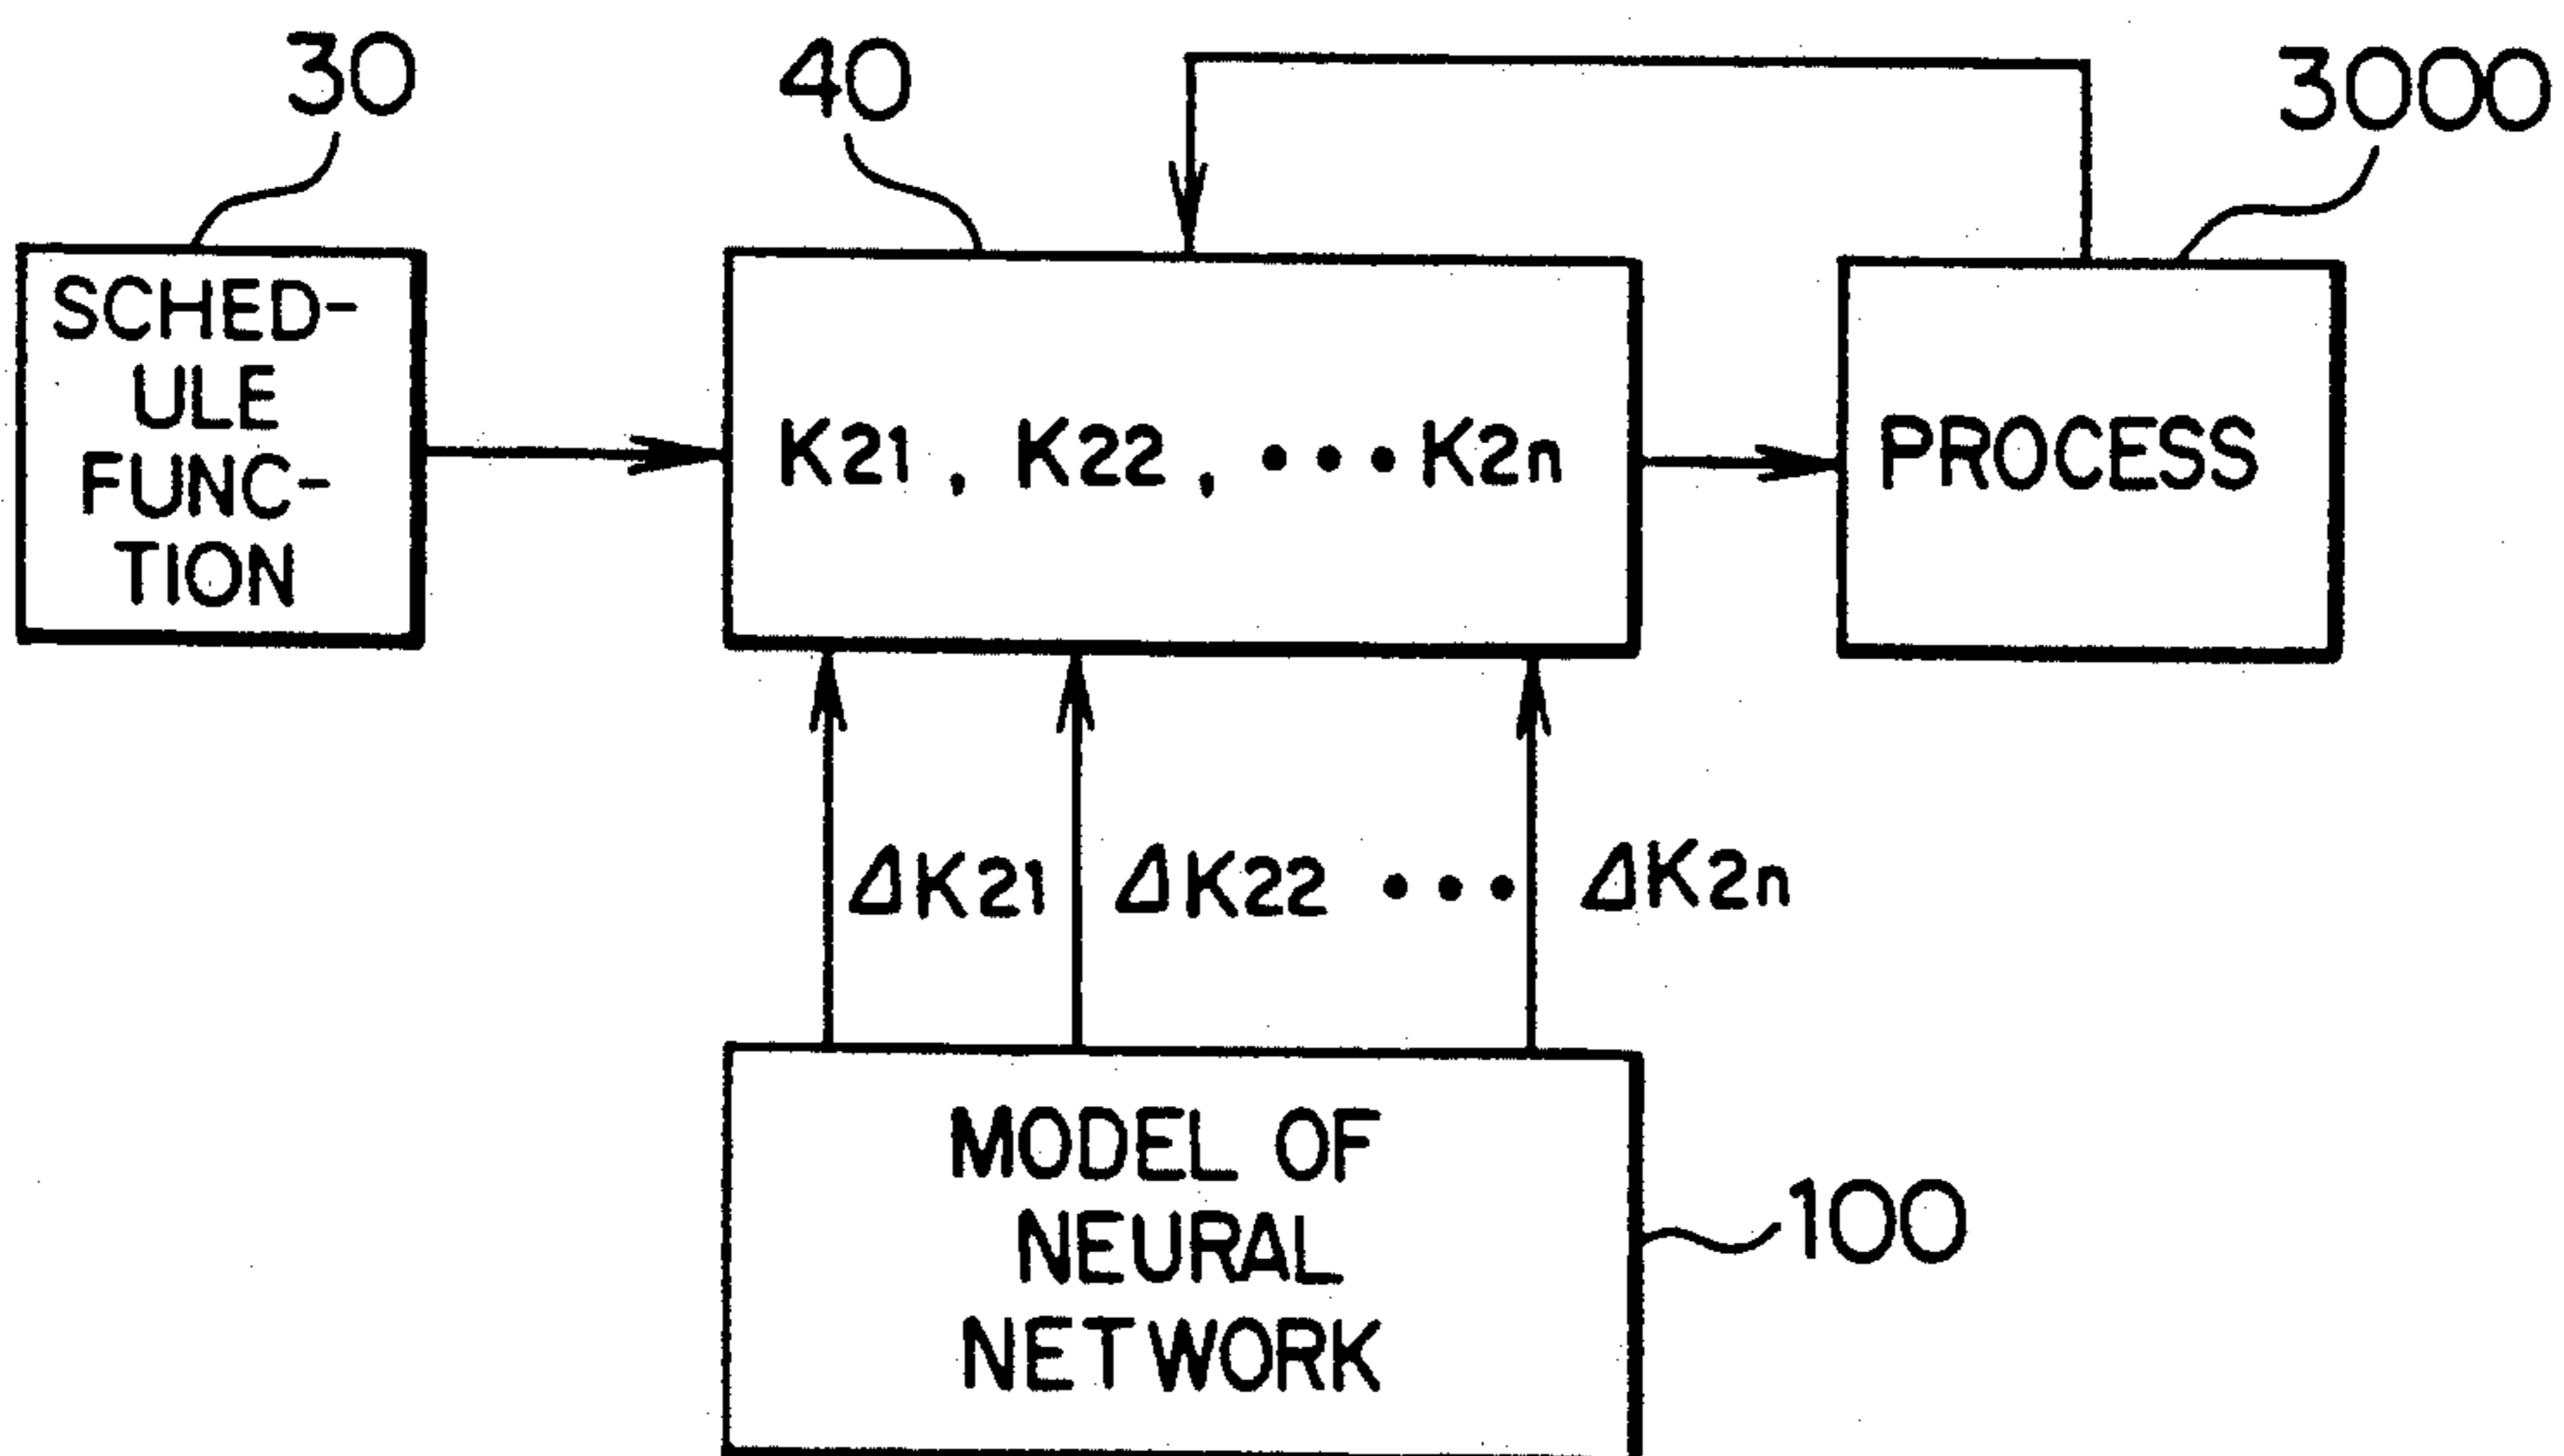 30
40
3000
SCHED-
ULE
FUNC-
TION
K21, K22, ••• K2n
PROCESS
ΔK21 ΔK22 ••• ΔK2n
MODEL OF
NEURAL
NETWORK
100